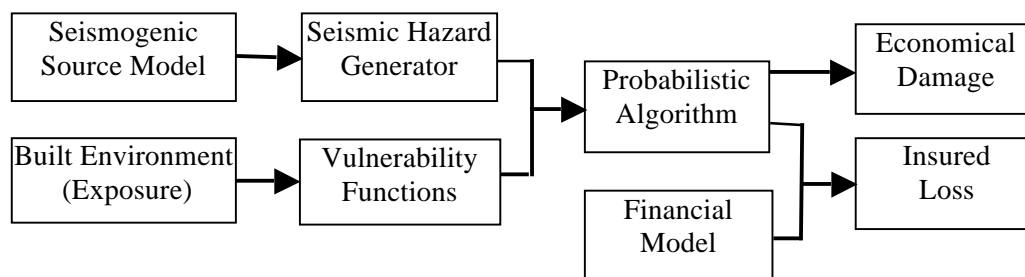 Seismogenic
Source Model
Seismic Hazard
Generator
Built Environment
(Exposure)
Vulnerability
Functions
Probabilistic
Algorithm
Financial
Model
Economical
Damage
Insured
Loss